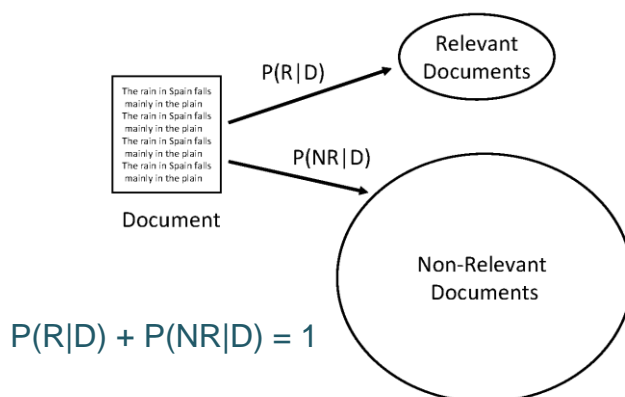 Relevant
Documents
P(R|D)
The rain in Spain falls
mainly in the plain
The rain in Spain falls
mainly in the plain
The rain in Spain falls
mainly in the plain
The rain in Spain falls
mainly in the plain
P(NR|D)
Document
Non-Relevant
Documents
P(R|D) + P(NR|D) = 1